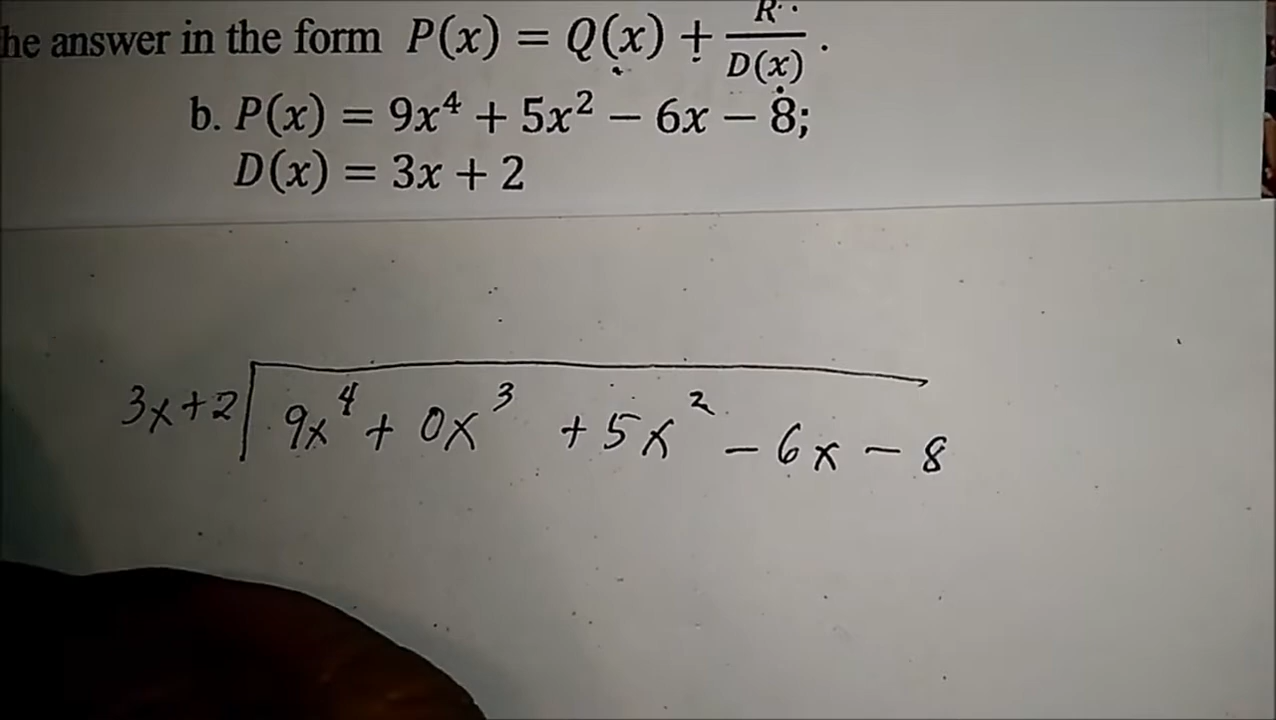 he answer in the form P(x) = Q(x) + R / D(x) .
b. P(x) = 9x⁴ + 5x² − 6x − 8;
D(x) = 3x + 2
3x+2 9x⁴ + 0x³ + 5x² − 6x − 8